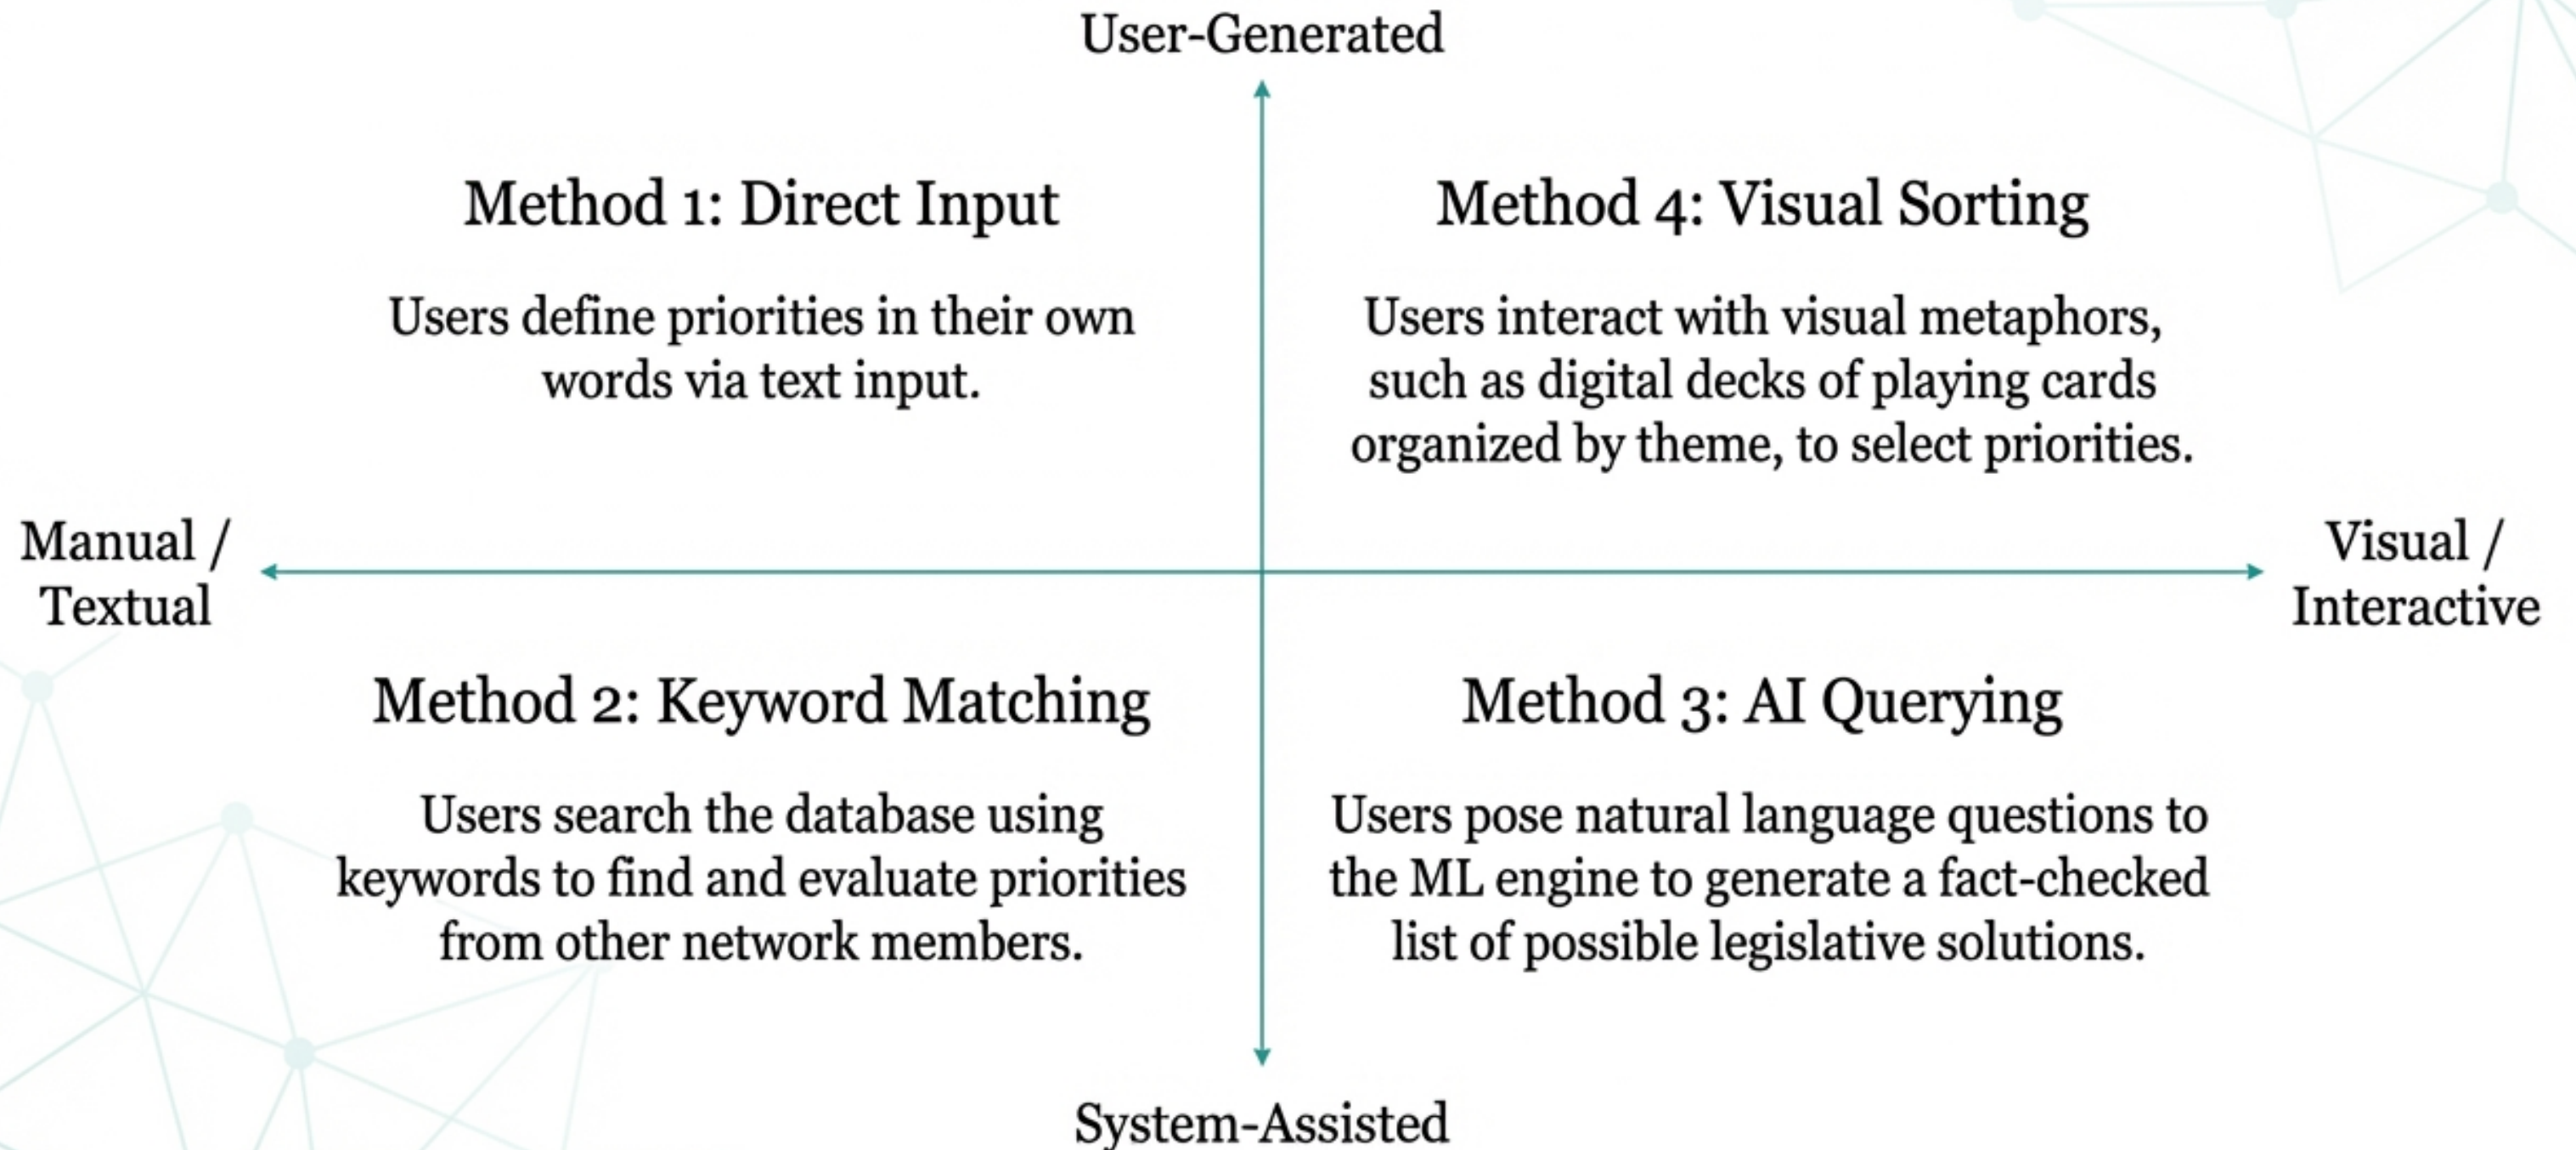 User-Generated
Method 1: Direct Input
Users define priorities in their own
words via text input.
Method 4: Visual Sorting
Users interact with visual metaphors,
such as digital decks of playing cards
organized by theme, to select priorities.
Manual /
Textual
Visual /
Interactive
Method 2: Keyword Matching
Users search the database using
keywords to find and evaluate priorities
from other network members.
Method 3: AI Querying
Users pose natural language questions to
the ML engine to generate a fact-checked
list of possible legislative solutions.
System-Assisted